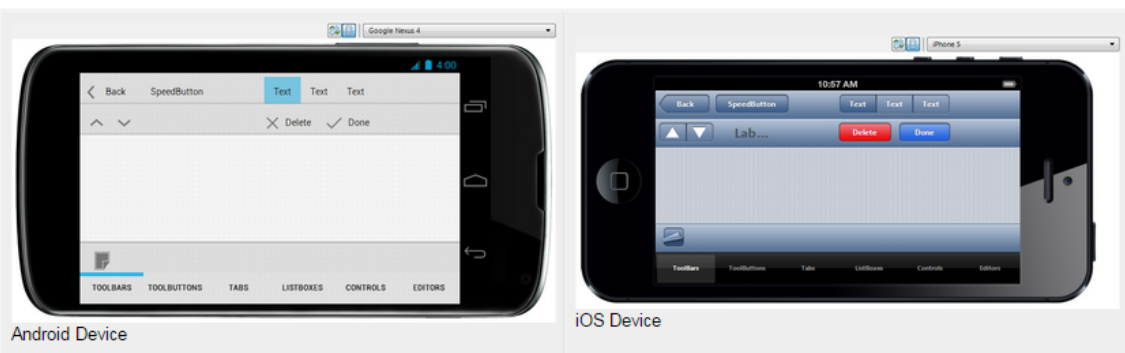 Google Nexus 4
4:00
Back SpeedButton Text Text Text
Delete Done
TOOLBARS TOOLBUTTONS TABS LISTBOXES CONTROLS EDITORS
Android Device
iPhone 5
10:57 AM
Back SpeedButton Text Text Text
Lab... Delete Done
ToolBars ToolButtons Tabs ListBoxes Controls Editors
iOS Device